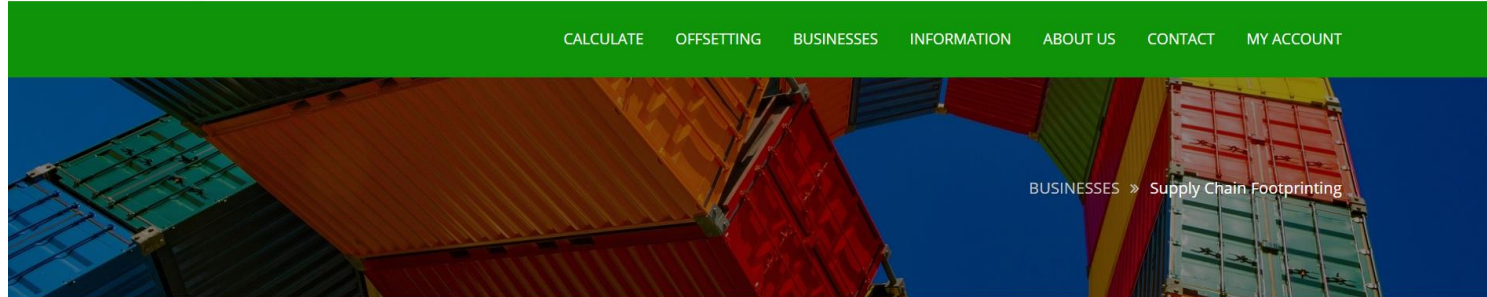 CALCULATE OFFSETTING BUSINESSES INFORMATION ABOUT US CONTACT MY ACCOUNT
BUSINESSES » Supply Chain Footprinting